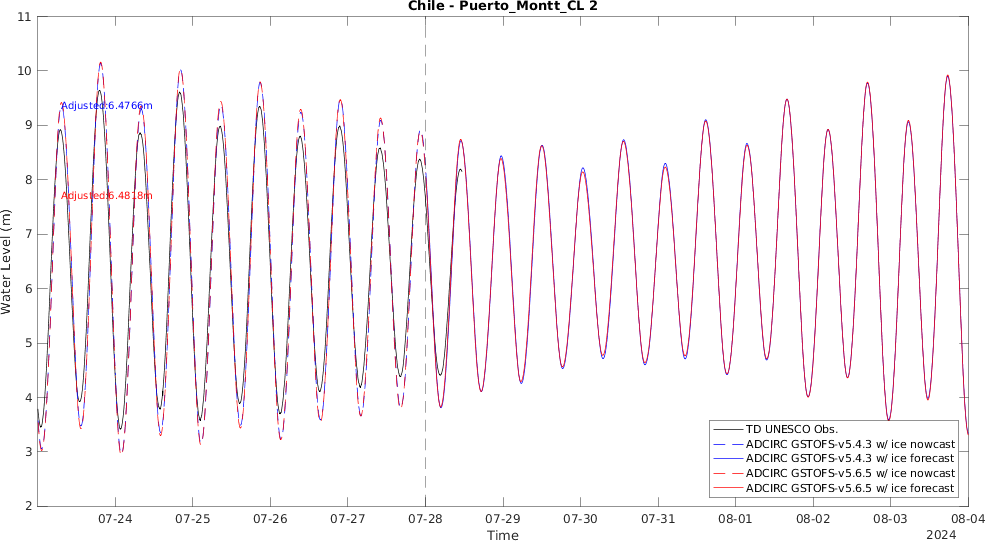 Chile - Puerto_Montt_CL 2
11
10
9
8
7
6
5
4
3
2
Water Level (m)
Adjusted:6.4766m
Adjusted:6.4818m
TD UNESCO Obs.
ADCIRC GSTOFS-v5.4.3 w/ ice nowcast
ADCIRC GSTOFS-v5.4.3 w/ ice forecast
ADCIRC GSTOFS-v5.6.5 w/ ice nowcast
ADCIRC GSTOFS-v5.6.5 w/ ice forecast
07-24 07-25 07-26 07-27 07-28 07-29 07-30 07-31 08-01 08-02 08-03 08-04
Time
2024